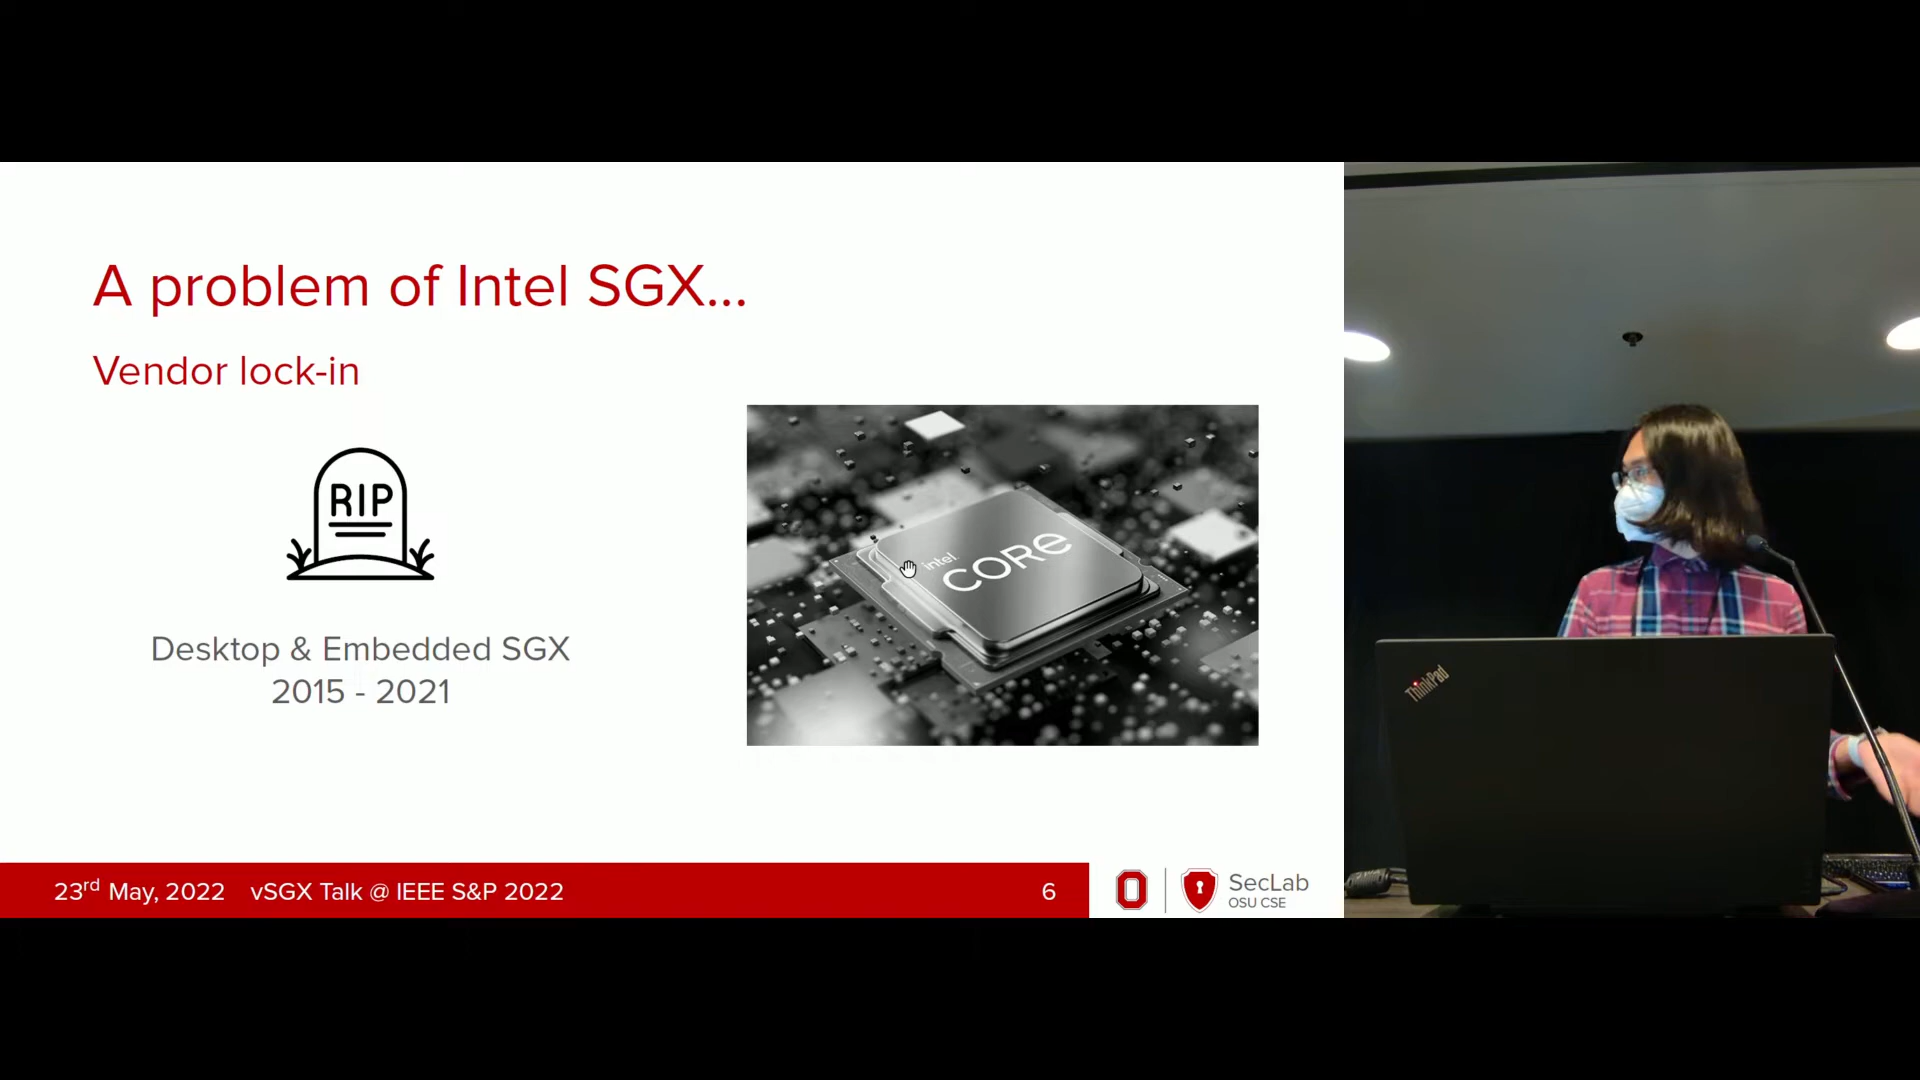 A problem of Intel SGX...
Vendor lock-in
RIP
Desktop & Embedded SGX
2015 - 2021
intel.
CORe
23rd May, 2022 vSGX Talk @ IEEE S&P 2022
6
SecLab
OSU CSE
ThinkPad